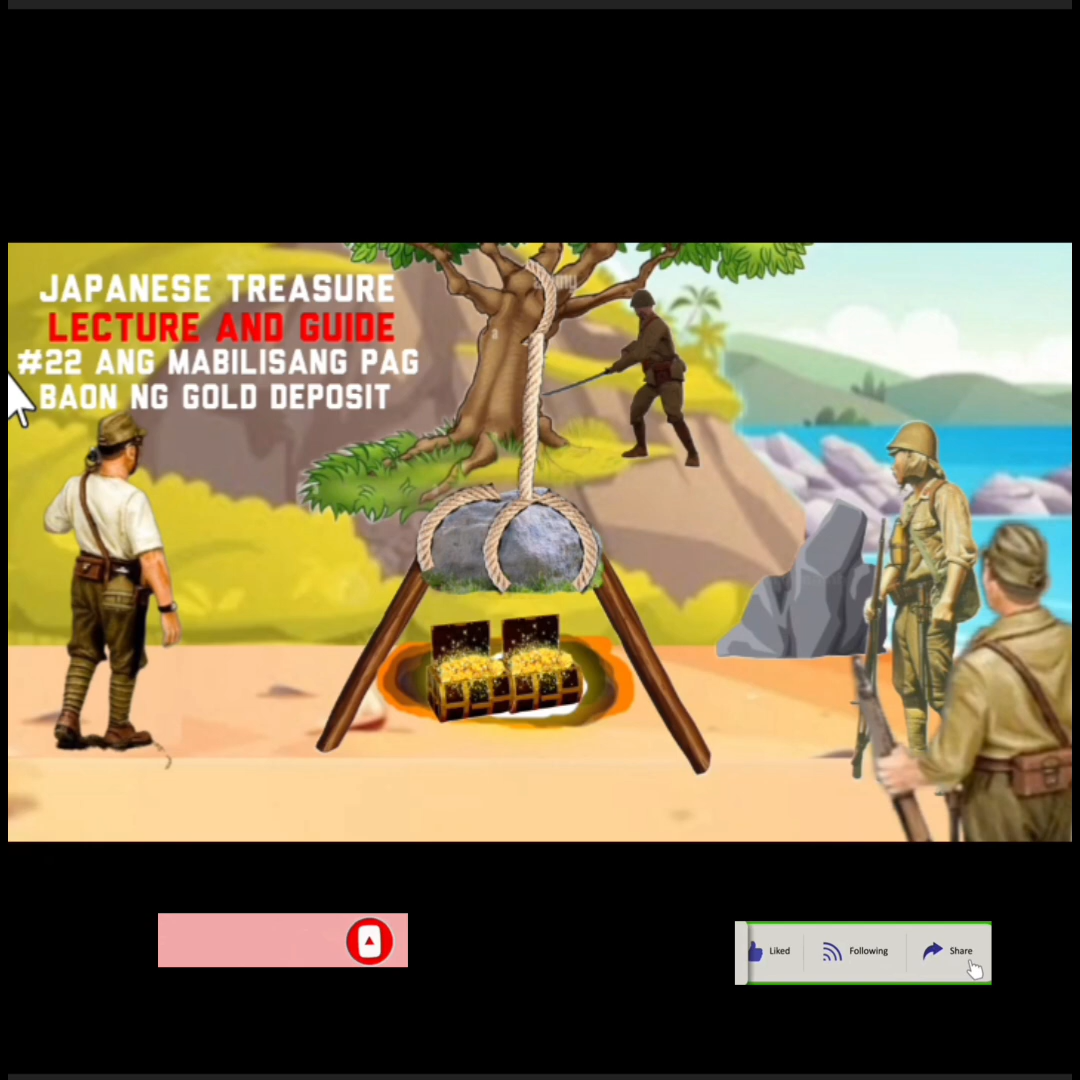 JAPANESE TREASURE
LECTURE AND GUIDE
#22 ANG MABILISANG PAG
BAON NG GOLD DEPOSIT
Liked
Following
Share